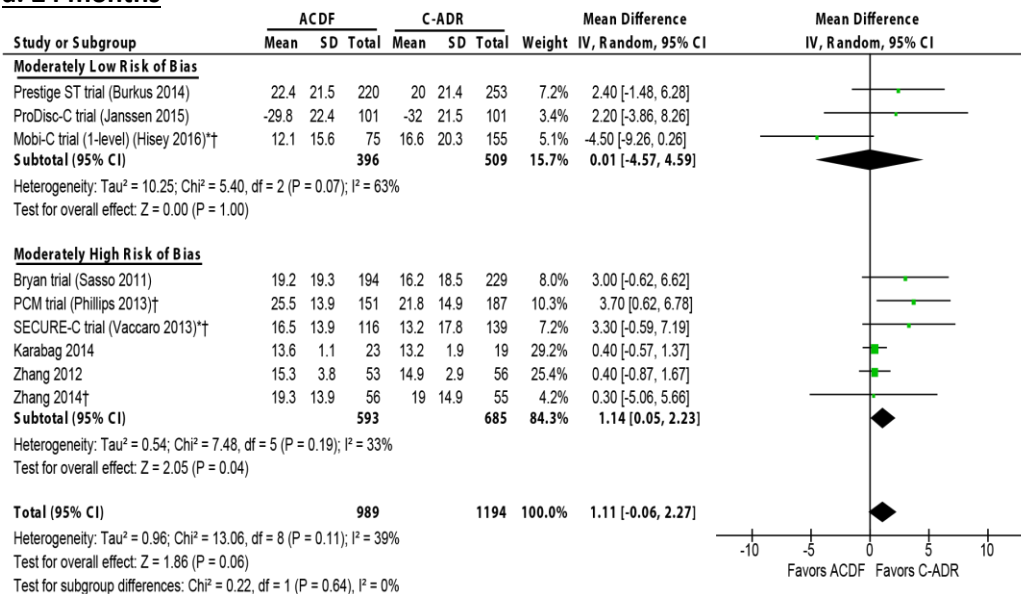 a. 24 months
ACDF C-ADR Mean Difference Mean Difference
Study or Subgroup Mean SD Total Mean SD Total Weight IV, Random, 95% CI IV, Random, 95% CI
Moderately Low Risk of Bias
Prestige ST trial (Burkus 2014) 22.4 21.5 220 20 21.4 253 7.2% 2.40 [-1.48, 6.28]
ProDisc-C trial (Janssen 2015) -29.8 22.4 101 -32 21.5 101 2.20 [-3.86, 8.26]
Mobi-C trial (1-level) (Hisey 2016)*† 12.1 15.6 75 16.6 20.3 155 5.1% -4.50 [-9.26, 0.26]
Subtotal (95% CI) 396 509 15.7% 0.01 [-4.57, 4.59]
Heterogeneity: Tau² = 10.25; Chi² = 5.40, df = 2 (P = 0.07); I² = 63%
Test for overall effect: Z = 0.00 (P = 1.00)
Moderately High Risk of Bias
Bryan trial (Sasso 2011) 19.2 19.3 194 16.2 18.5 229 8.0% 3.00 [-0.62, 6.62]
PCM trial (Phillips 2013)† 25.5 13.9 151 21.8 14.9 187 10.3% 3.70 [0.62, 6.78]
SECURE-C trial (Vaccaro 2013)*† 16.5 13.9 116 13.2 17.8 139 7.2% 3.30 [-0.59, 7.19]
Karabag 2014 13.6 1.1 23 13.2 1.9 19 29.2% 0.40 [-0.57, 1.37]
Zhang 2012 15.3 3.8 53 14.9 2.9 56 25.4% 0.40 [-0.87, 1.67]
Zhang 2014† 19.3 13.9 56 19 14.9 55 4.2% 0.30 [-5.06, 5.66]
Subtotal (95% CI) 593 685 84.3% 1.14 [0.05, 2.23]
Heterogeneity: Tau² = 0.54; Chi² = 7.48, df = 5 (P = 0.19); I² = 33%
Test for overall effect: Z = 2.05 (P = 0.04)
Total (95% CI) 989 1194 100.0% 1.11 [-0.06, 2.27]
Heterogeneity: Tau² = 0.96; Chi² = 13.06, df = 8 (P = 0.11); I² = 39%
Test for overall effect: Z = 1.86 (P = 0.06)
Test for subgroup differences: Chi² = 0.22, df = 1 (P = 0.64), I² = 0%
-10 -5 0 5 10
Favors ACDF Favors C-ADR